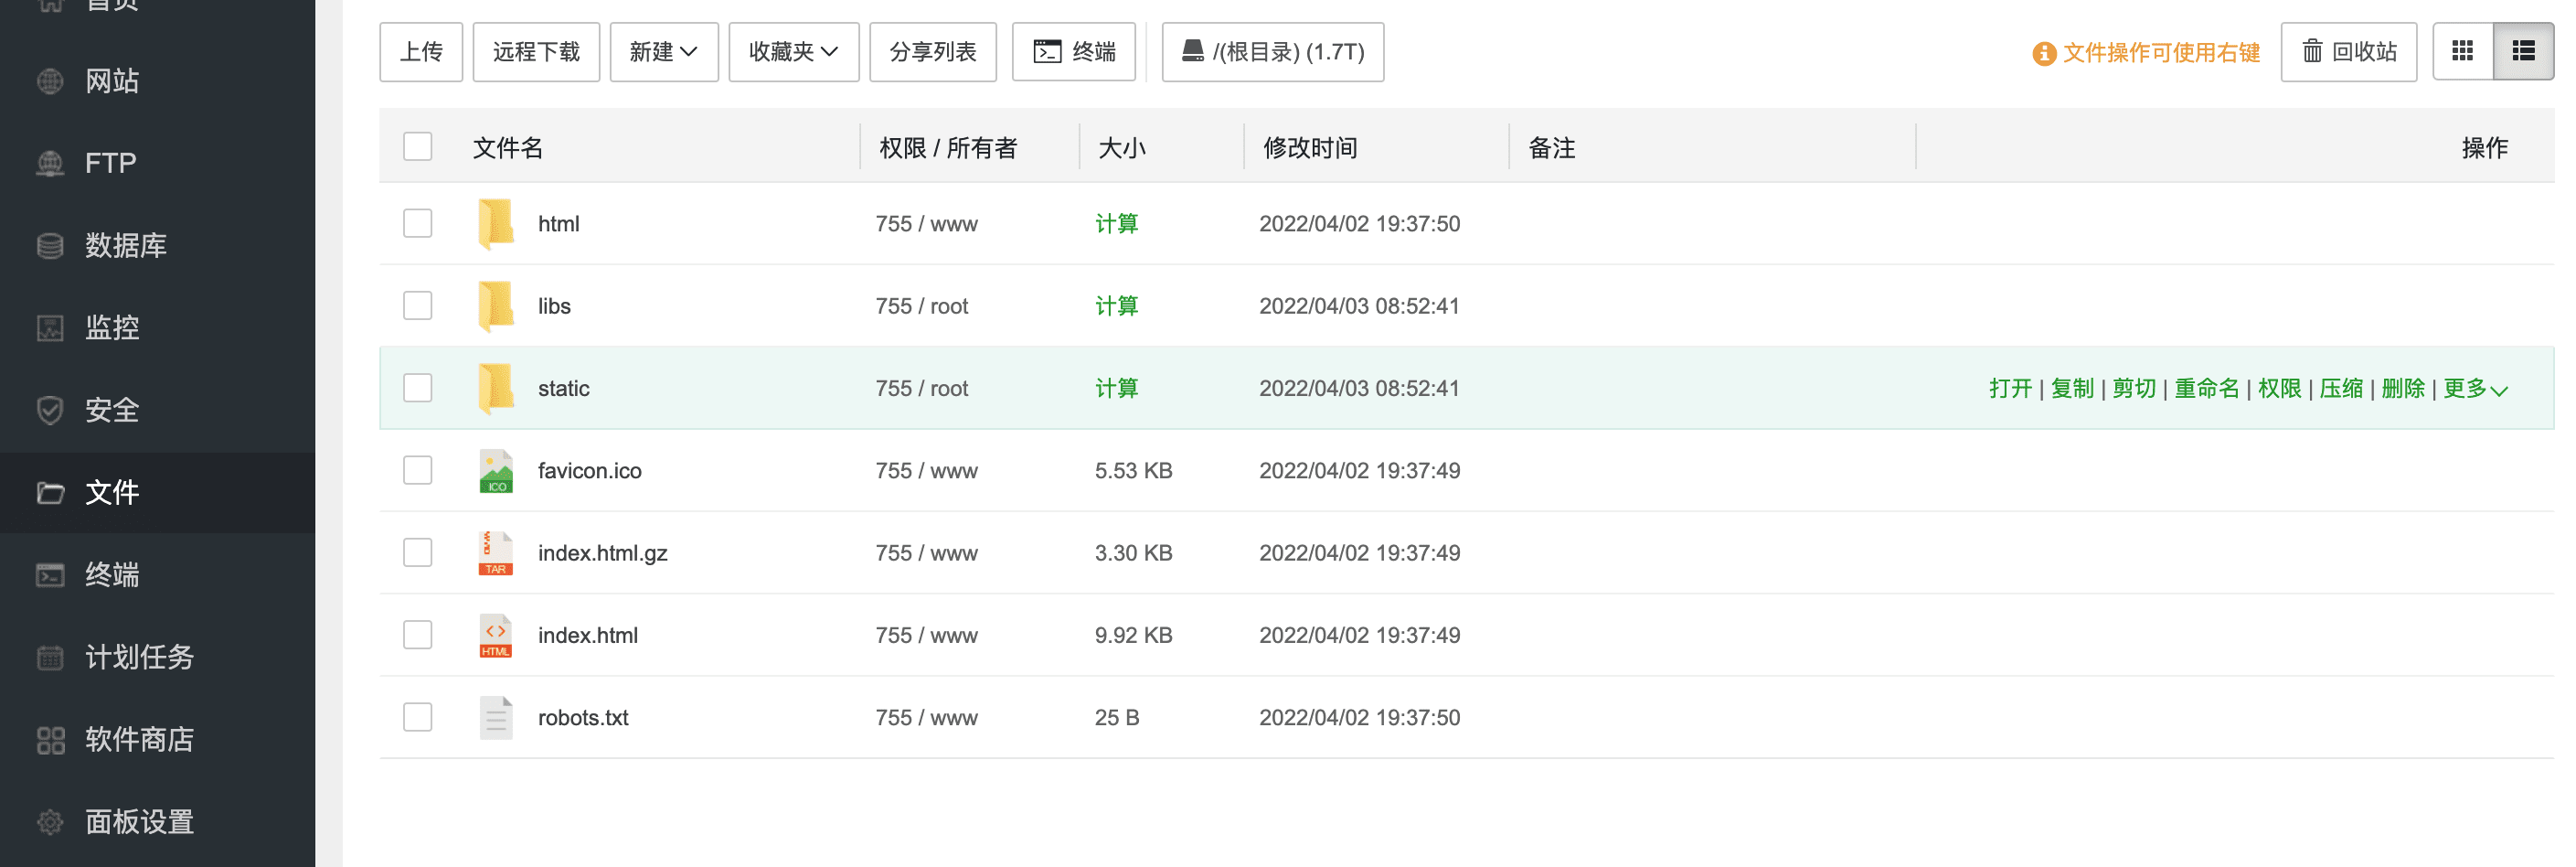 首页
网站
FTP
数据库
监控
安全
文件
终端
计划任务
软件商店
面板设置
上传 远程下载 新建 收藏夹 分享列表 终端 /(根目录) (1.7T) 文件操作可使用右键 回收站
文件名 权限 / 所有者 大小 修改时间 备注 操作
html 755 / www 计算 2022/04/02 19:37:50
libs 755 / root 计算 2022/04/03 08:52:41
static 755 / root 计算 2022/04/03 08:52:41 打开 | 复制 | 剪切 | 重命名 | 权限 | 压缩 | 删除 | 更多
ICO favicon.ico 755 / www 5.53 KB 2022/04/02 19:37:49
TAR index.html.gz 755 / www 3.30 KB 2022/04/02 19:37:49
HTML index.html 755 / www 9.92 KB 2022/04/02 19:37:49
robots.txt 755 / www 25 B 2022/04/02 19:37:50